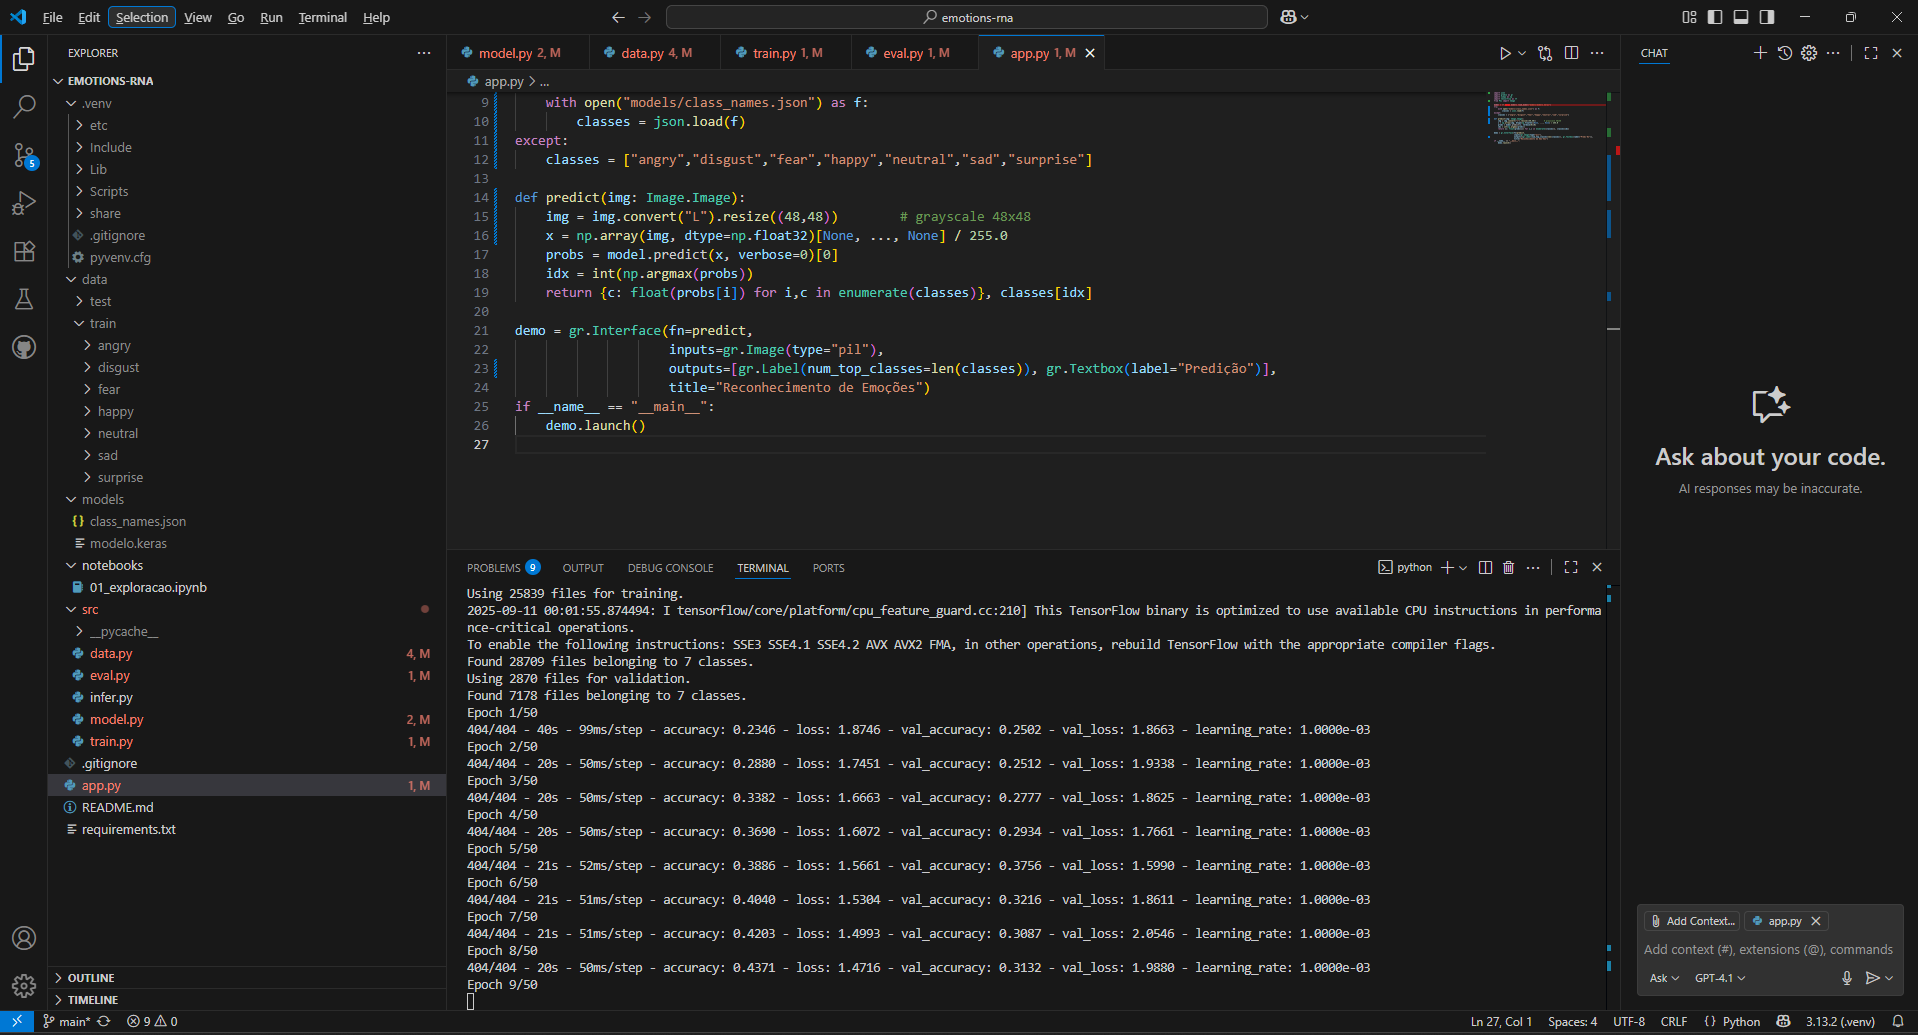 File Edit Selection View Go Run Terminal Help
emotions-rna
EXPLORER
EMOTIONS-RNA
.venv
etc
Include
Lib
Scripts
share
.gitignore
pyvenv.cfg
data
test
train
angry
disgust
fear
happy
neutral
sad
surprise
models
class_names.json
modelo.keras
notebooks
01_exploracao.ipynb
src
__pycache__
data.py 4, M
eval.py 1, M
infer.py
model.py 2, M
train.py 1, M
.gitignore
app.py 1, M
README.md
requirements.txt
OUTLINE
TIMELINE
5
model.py 2, M data.py 4, M train.py 1, M eval.py 1, M app.py 1, M
app.py > ...
9 with open("models/class_names.json") as f:
10 classes = json.load(f)
11 except:
12 classes = ["angry","disgust","fear","happy","neutral","sad","surprise"]
13
14 def predict(img: Image.Image):
15 img = img.convert("L").resize((48,48)) # grayscale 48x48
16 x = np.array(img, dtype=np.float32)[None, ..., None] / 255.0
17 probs = model.predict(x, verbose=0)[0]
18 idx = int(np.argmax(probs))
19 return {c: float(probs[i]) for i,c in enumerate(classes)}, classes[idx]
20
21 demo = gr.Interface(fn=predict,
22 inputs=gr.Image(type="pil"),
23 outputs=[gr.Label(num_top_classes=len(classes)), gr.Textbox(label="Predição")],
24 title="Reconhecimento de Emoções")
25 if __name__ == "__main__":
26 demo.launch()
27
PROBLEMS 9 OUTPUT DEBUG CONSOLE TERMINAL PORTS python
Using 25839 files for training.
2025-09-11 00:01:55.874494: I tensorflow/core/platform/cpu_feature_guard.cc:210] This TensorFlow binary is optimized to use available CPU instructions in performa
nce-critical operations.
To enable the following instructions: SSE3 SSE4.1 SSE4.2 AVX AVX2 FMA, in other operations, rebuild TensorFlow with the appropriate compiler flags.
Found 28709 files belonging to 7 classes.
Using 2870 files for validation.
Found 7178 files belonging to 7 classes.
Epoch 1/50
404/404 - 40s - 99ms/step - accuracy: 0.2346 - loss: 1.8746 - val_accuracy: 0.2502 - val_loss: 1.8663 - learning_rate: 1.0000e-03
Epoch 2/50
404/404 - 20s - 50ms/step - accuracy: 0.2880 - loss: 1.7451 - val_accuracy: 0.2512 - val_loss: 1.9338 - learning_rate: 1.0000e-03
Epoch 3/50
404/404 - 20s - 50ms/step - accuracy: 0.3382 - loss: 1.6663 - val_accuracy: 0.2777 - val_loss: 1.8625 - learning_rate: 1.0000e-03
Epoch 4/50
404/404 - 20s - 50ms/step - accuracy: 0.3690 - loss: 1.6072 - val_accuracy: 0.2934 - val_loss: 1.7661 - learning_rate: 1.0000e-03
Epoch 5/50
404/404 - 21s - 52ms/step - accuracy: 0.3886 - loss: 1.5661 - val_accuracy: 0.3756 - val_loss: 1.5990 - learning_rate: 1.0000e-03
Epoch 6/50
404/404 - 21s - 51ms/step - accuracy: 0.4040 - loss: 1.5304 - val_accuracy: 0.3216 - val_loss: 1.8611 - learning_rate: 1.0000e-03
Epoch 7/50
404/404 - 21s - 51ms/step - accuracy: 0.4203 - loss: 1.4993 - val_accuracy: 0.3087 - val_loss: 2.0546 - learning_rate: 1.0000e-03
Epoch 8/50
404/404 - 20s - 50ms/step - accuracy: 0.4371 - loss: 1.4716 - val_accuracy: 0.3132 - val_loss: 1.9880 - learning_rate: 1.0000e-03
Epoch 9/50
CHAT
Ask about your code.
AI responses may be inaccurate.
Add Context... app.py
Add context (#), extensions (@), commands
Ask GPT-4.1
main* 9 0
Ln 27, Col 1 Spaces: 4 UTF-8 CRLF {} Python 3.13.2 (.venv)